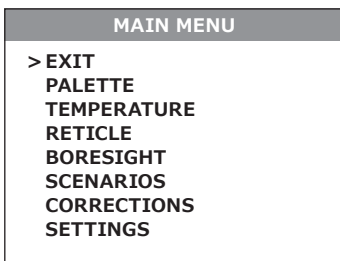 MAIN MENU
> EXIT
PALETTE
TEMPERATURE
RETICLE
BORESIGHT
SCENARIOS
CORRECTIONS
SETTINGS